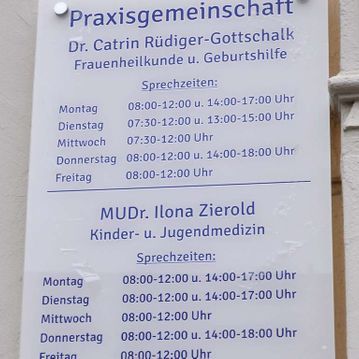 Praxisgemeinschaft
Dr. Catrin Rüdiger-Gottschalk
Frauenheilkunde u. Geburtshilfe
Sprechzeiten:
Montag 08:00-12:00 u. 14:00-17:00 Uhr
Dienstag 07:30-12:00 u. 13:00-15:00 Uhr
Mittwoch 07:30-12:00 Uhr
Donnerstag 08:00-12:00 u. 14:00-18:00 Uhr
Freitag 08:00-12:00 Uhr
MUDr. Ilona Zierold
Kinder- u. Jugendmedizin
Sprechzeiten:
Montag 08:00-12:00 u. 14:00-17:00 Uhr
Dienstag 08:00-12:00 u. 14:00-17:00 Uhr
Mittwoch 08:00-12:00 Uhr
Donnerstag 08:00-12:00 u. 14:00-18:00 Uhr
Freitag 08:00-12:00 Uhr